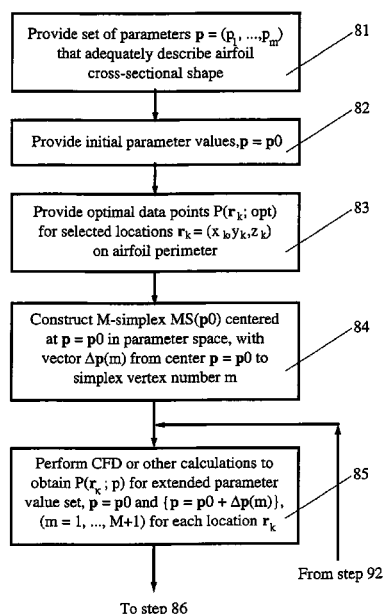 Provide set of parameters p = (p1, ...,pm)
that adequately describe airfoil
cross-sectional shape
81
Provide initial parameter values,p = p0
82
Provide optimal data points P(rk; opt)
for selected locations rk= (xk,yk,zk)
on airfoil perimeter
83
Construct M-simplex MS(p0) centered
at p = p0 in parameter space, with
vector Δp(m) from center p = p0 to
simplex vertex number m
84
Perform CFD or other calculations to
obtain P(rκ; p) for extended parameter
value set, p = p0 and {p = p0 + Δp(m)},
(m = 1, ..., M+1) for each location rk
85
From step 92
To step 86